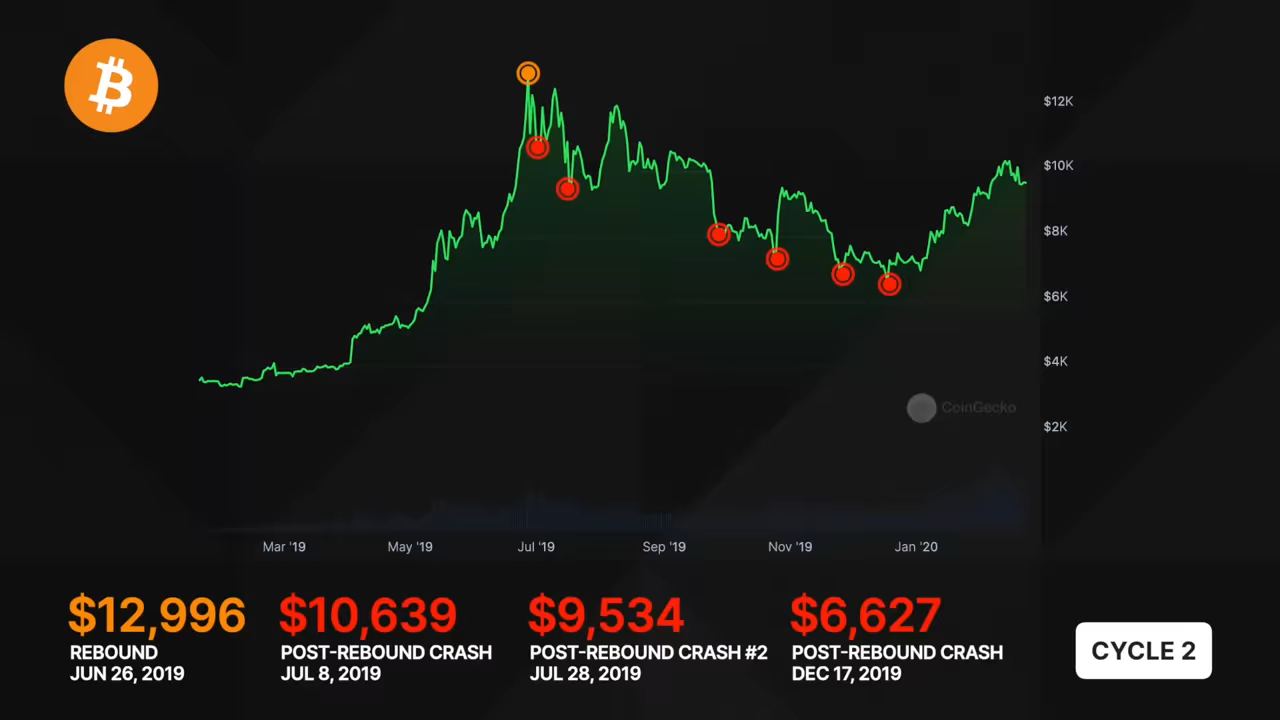 ₿
$12K
$10K
$8K
$6K
$4K
CoinGecko
$2K
Mar '19 May '19 Jul '19 Sep '19 Nov '19 Jan '20
$12,996 $10,639 $9,534 $6,627
REBOUND POST-REBOUND CRASH POST-REBOUND CRASH #2 POST-REBOUND CRASH
JUN 26, 2019 JUL 8, 2019 JUL 28, 2019 DEC 17, 2019
CYCLE 2